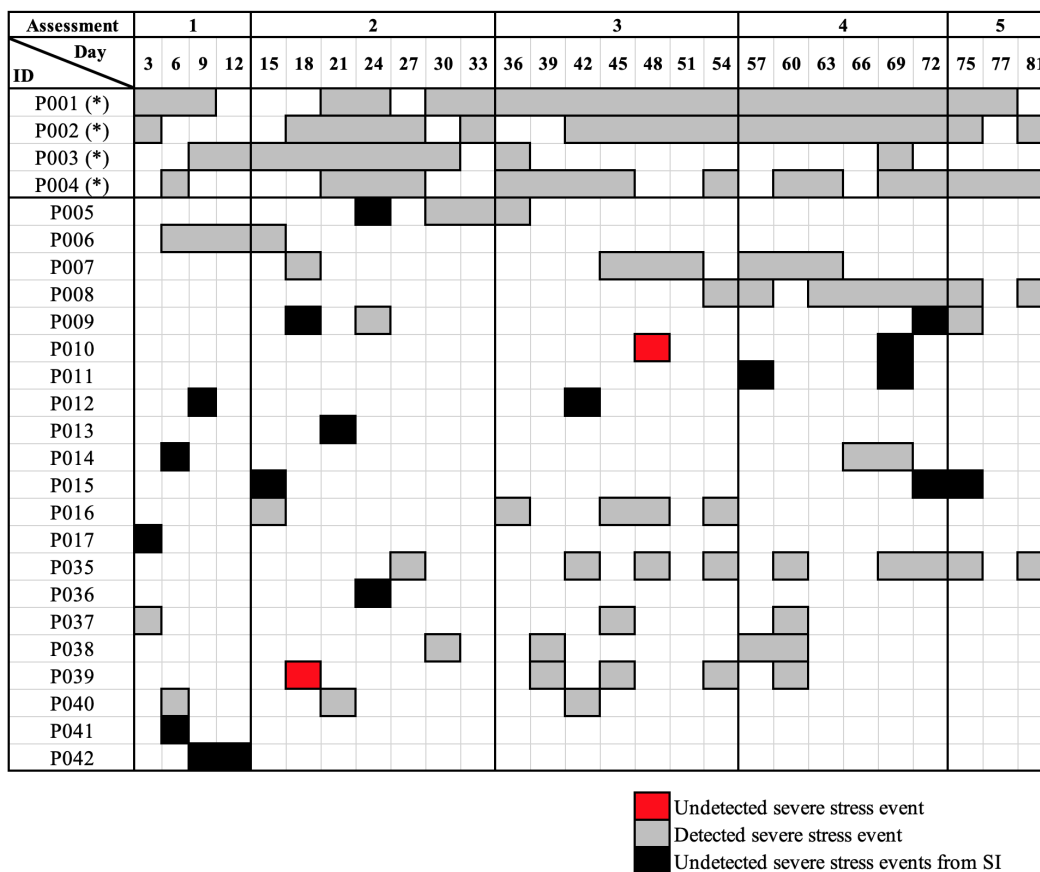 Assessment 1 2 3 4 5
Day
ID
3 6 9 12 15 18 21 24 27 30 33 36 39 42 45 48 51 54 57 60 63 66 69 72 75 77 81
P001 (*)
P002 (*)
P003 (*)
P004 (*)
P005
P006
P007
P008
P009
P010
P011
P012
P013
P014
P015
P016
P017
P035
P036
P037
P038
P039
P040
P041
P042
Undetected severe stress event
Detected severe stress event
Undetected severe stress events from SI